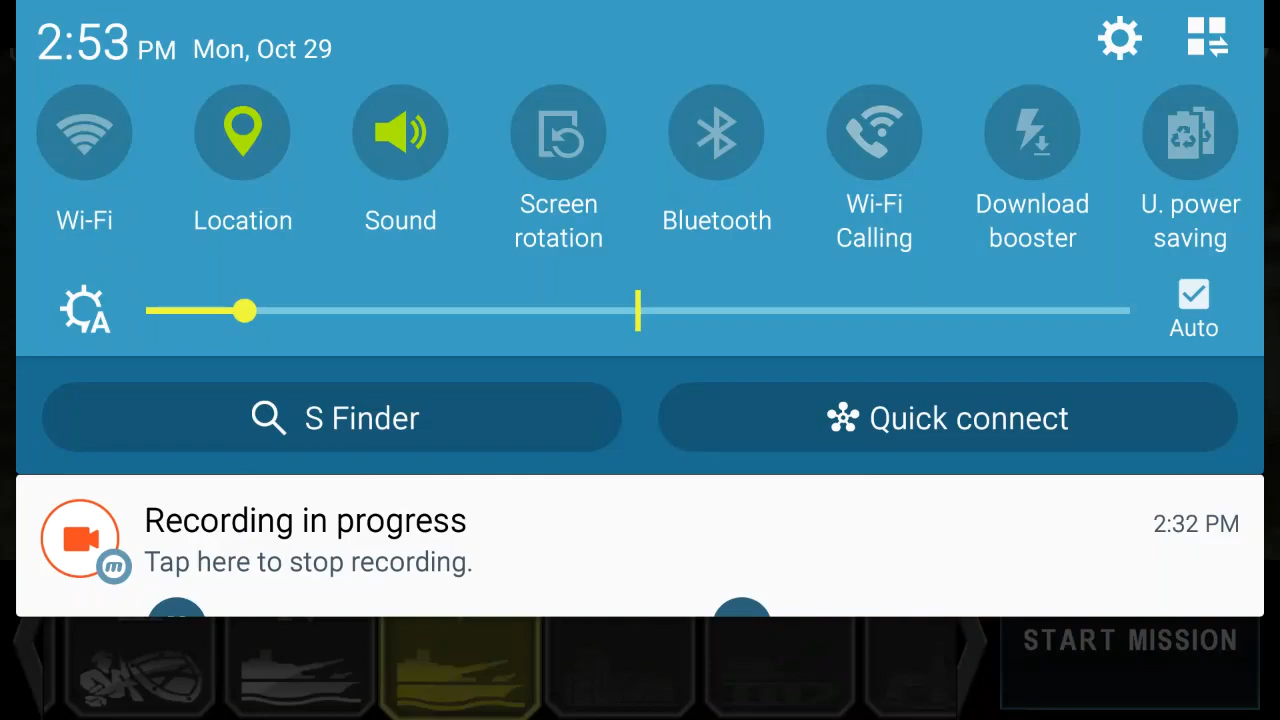 2:53 PM Mon, Oct 29
Wi-Fi
Location
Sound
Screen
rotation
Bluetooth
Wi-Fi
Calling
Download
booster
U. power
saving
A
Auto
S Finder
Quick connect
Recording in progress
2:32 PM
m
Tap here to stop recording.
START MISSION